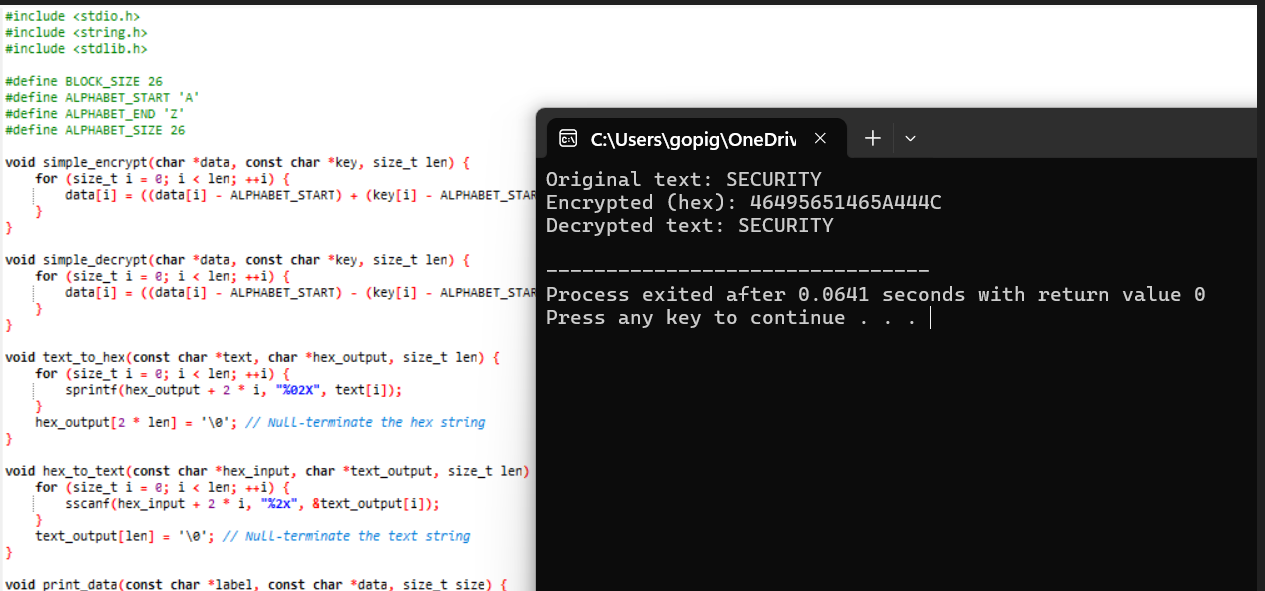 #include <stdio.h>
#include <string.h>
#include <stdlib.h>
#define BLOCK_SIZE 26
#define ALPHABET_START 'A'
#define ALPHABET_END 'Z'
#define ALPHABET_SIZE 26
void simple_encrypt(char *data, const char *key, size_t len) {
for (size_t i = 0; i < len; ++i) {
data[i] = ((data[i] - ALPHABET_START) + (key[i] - ALPHABET_STAR
}
}
void simple_decrypt(char *data, const char *key, size_t len) {
for (size_t i = 0; i < len; ++i) {
data[i] = ((data[i] - ALPHABET_START) - (key[i] - ALPHABET_STAR
}
}
void text_to_hex(const char *text, char *hex_output, size_t len) {
for (size_t i = 0; i < len; ++i) {
sprintf(hex_output + 2 * i, "%02X", text[i]);
}
hex_output[2 * len] = '\0'; // Null-terminate the hex string
}
void hex_to_text(const char *hex_input, char *text_output, size_t len)
for (size_t i = 0; i < len; ++i) {
sscanf(hex_input + 2 * i, "%2x", &text_output[i]);
}
text_output[len] = '\0'; // Null-terminate the text string
}
void print_data(const char *label, const char *data, size_t size) {
C:\Users\gopig\OneDriv
Original text: SECURITY
Encrypted (hex): 46495651465A444C
Decrypted text: SECURITY
--------------------------------
Process exited after 0.0641 seconds with return value 0
Press any key to continue . . .